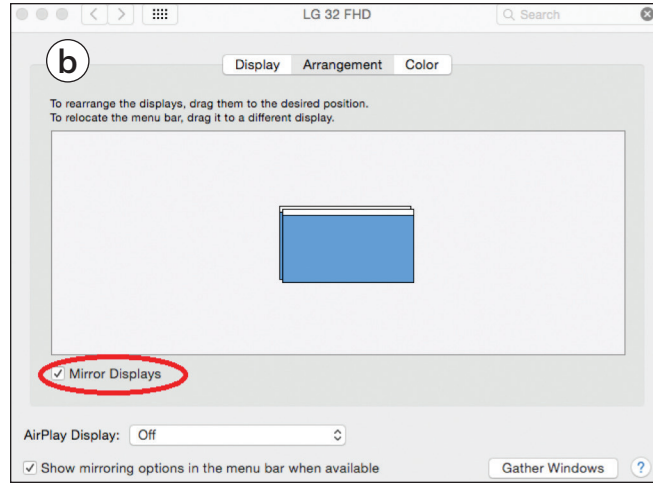 LG 32 FHD
Search
b
Display Arrangement Color
To rearrange the displays, drag them to the desired position.
To relocate the menu bar, drag it to a different display.
Mirror Displays
AirPlay Display: Off
Show mirroring options in the menu bar when available
Gather Windows ?